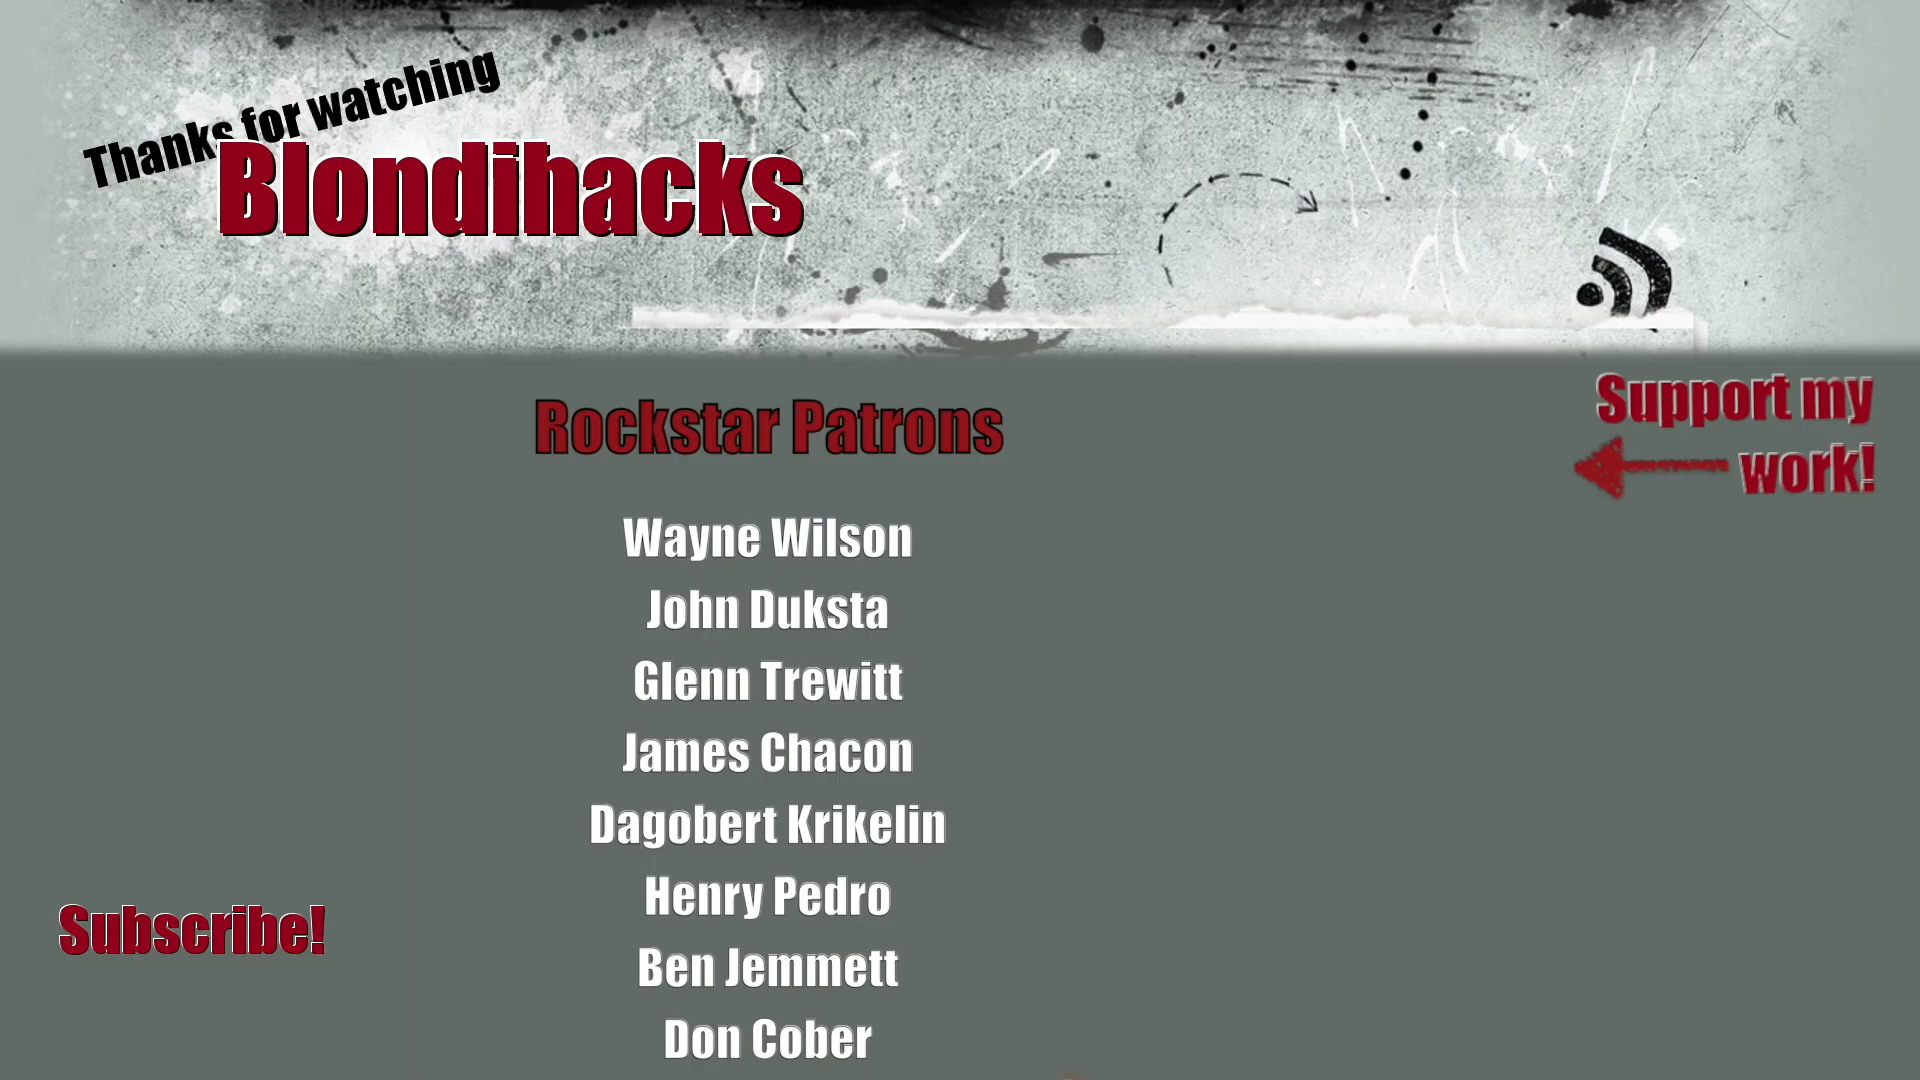 Thanks for watching
Blondihacks
Support my
work!
Rockstar Patrons
Wayne Wilson
John Duksta
Glenn Trewitt
James Chacon
Dagobert Krikelin
Henry Pedro
Ben Jemmett
Don Cober
Subscribe!